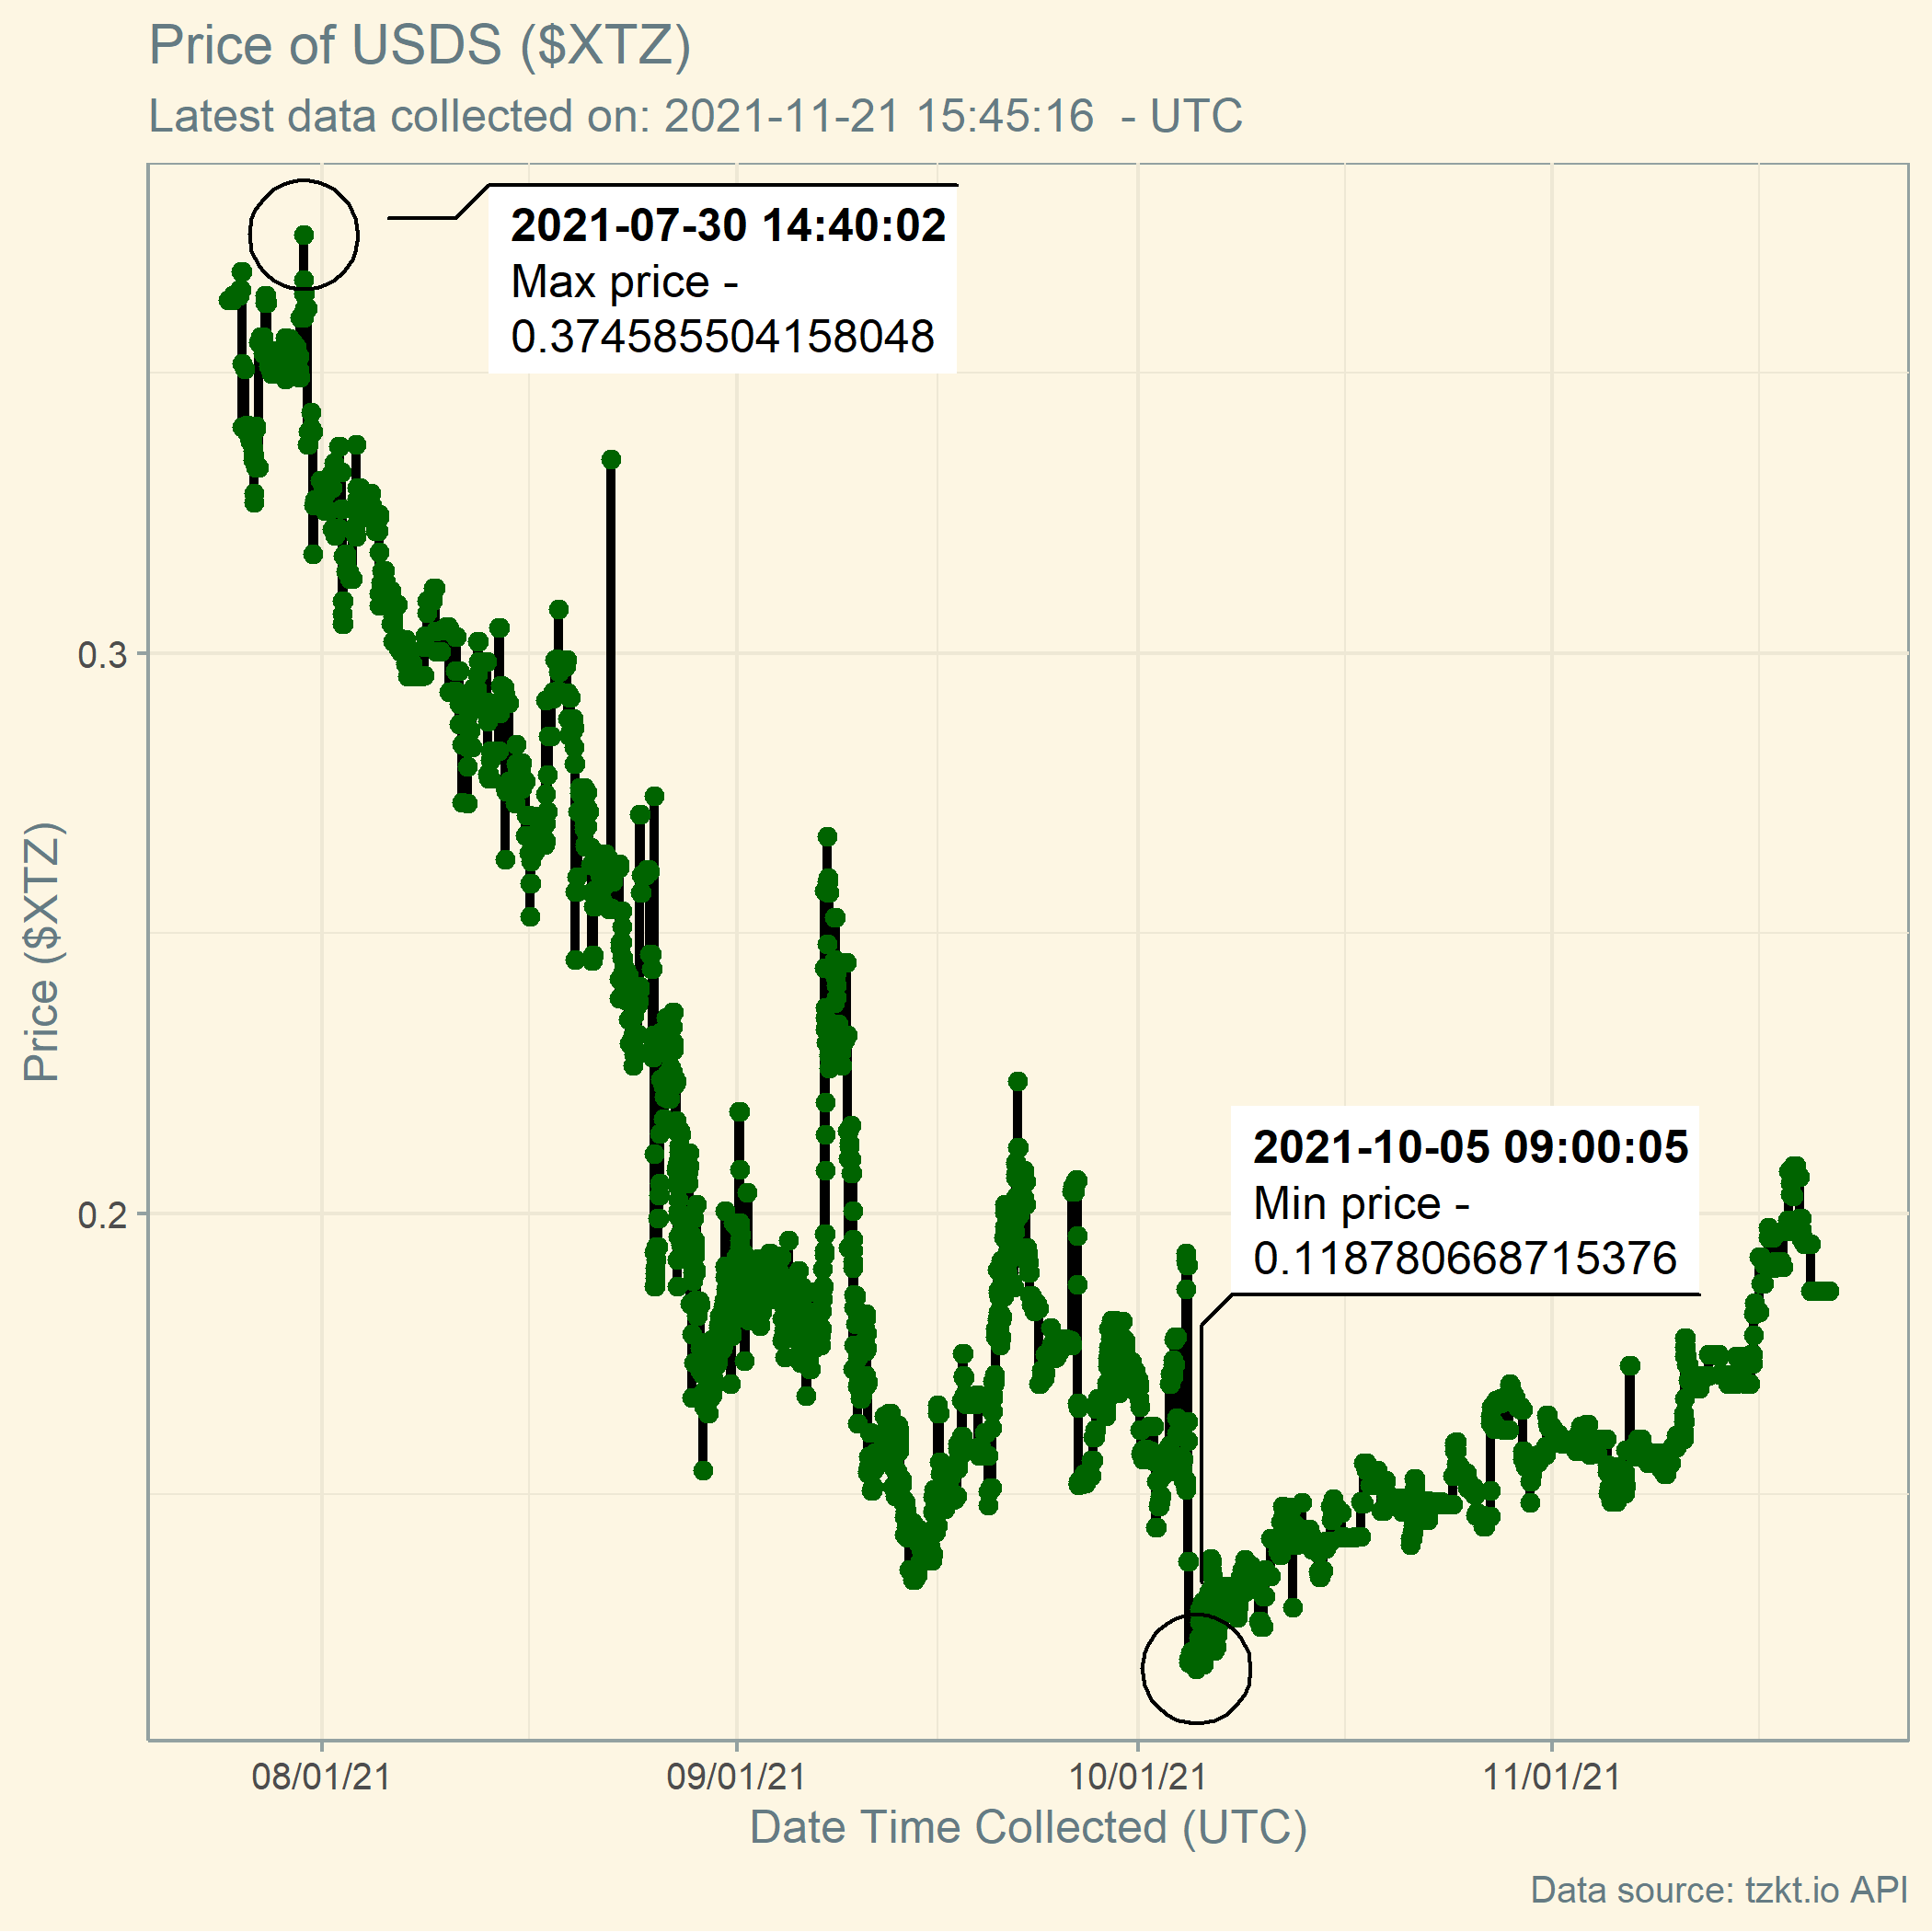 Price of USDS ($XTZ)
Latest data collected on: 2021-11-21 15:45:16  - UTC
2021-07-30 14:40:02
Max price -
0.374585504158048
0.3
Price ($XTZ)
2021-10-05 09:00:05
Min price -
0.118780668715376
0.2
08/01/21
09/01/21
10/01/21
11/01/21
Date Time Collected (UTC)
Data source: tzkt.io API